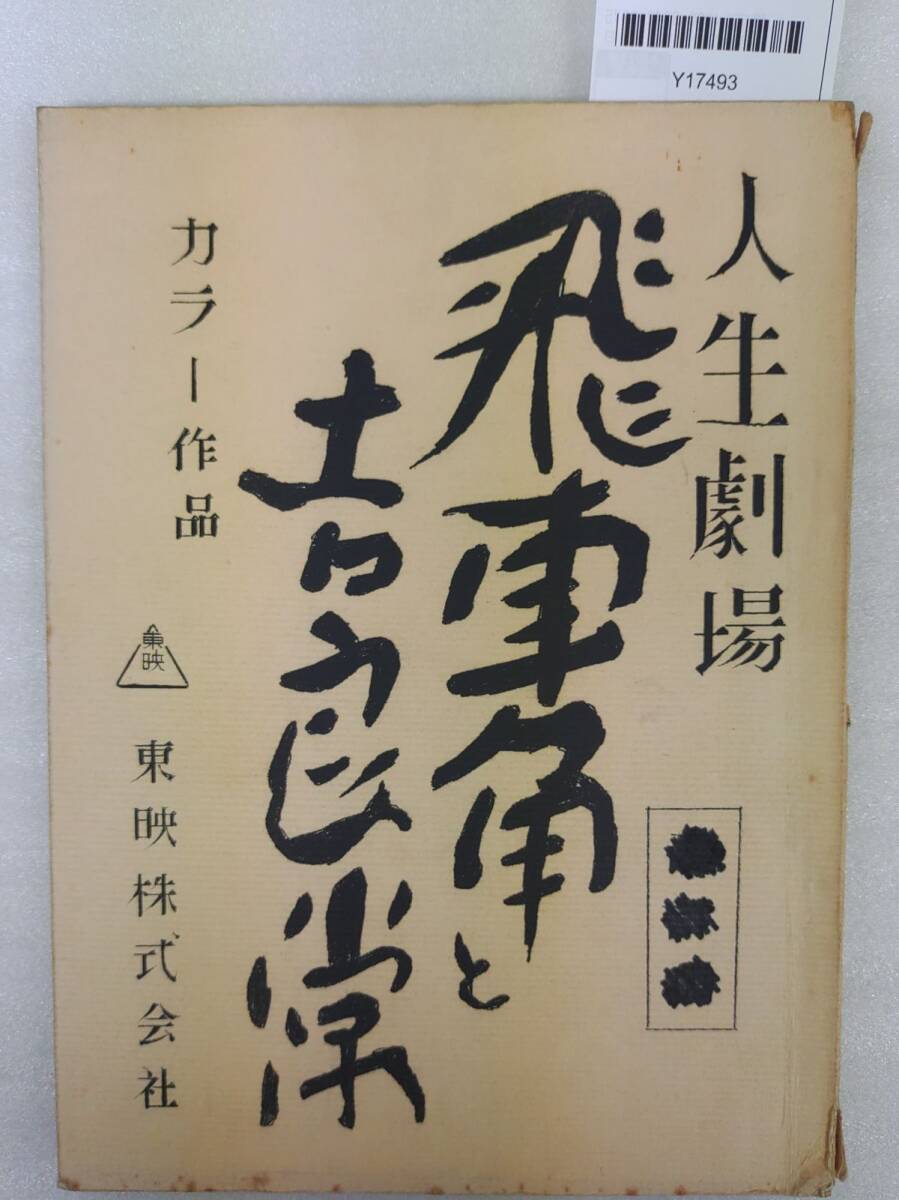 人生劇場
飛車角と
吉良常
カラー作品
東映
東映株式会社
Y17493